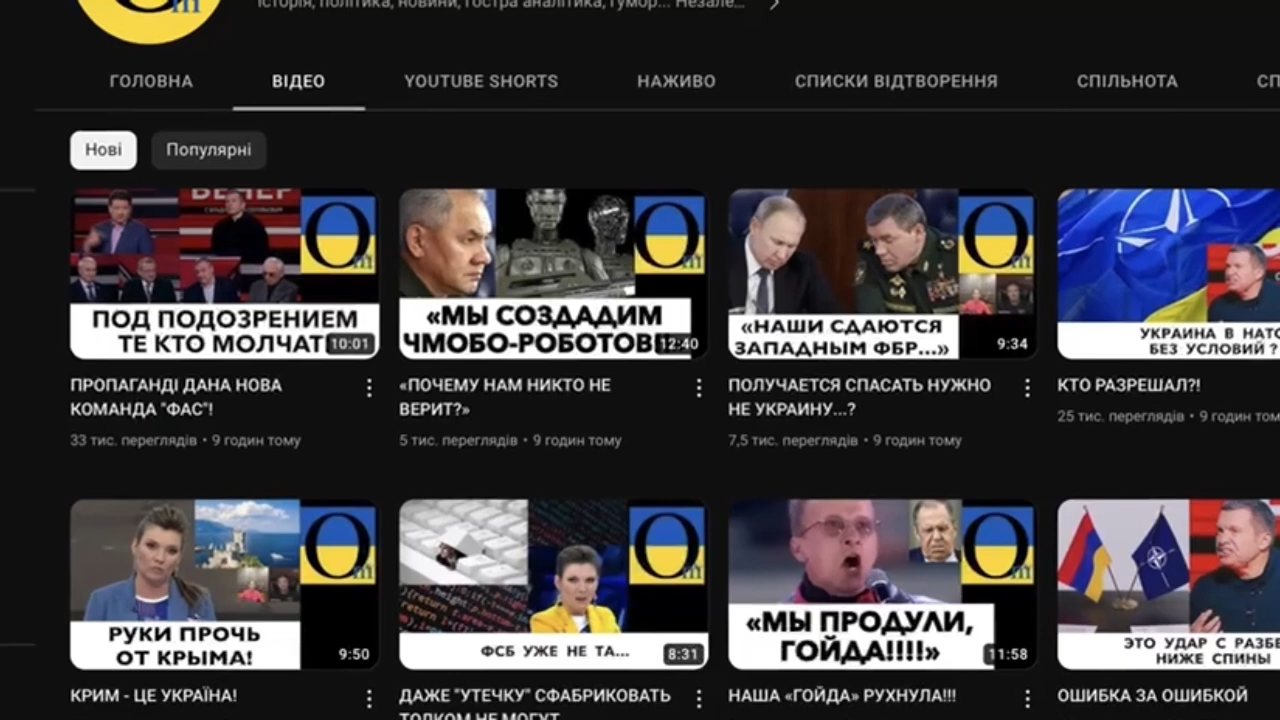 Історія, політика, новини, гостра аналітика, гумор... Незале...
ГОЛОВНА
ВІДЕО
YOUTUBE SHORTS
НАЖИВО
СПИСКИ ВІДТВОРЕННЯ
СПІЛЬНОТА
СП
Нові
Популярні
ВЕЧЕР
ПОД ПОДОЗРЕНИЕМ
ТЕ КТО МОЛЧАТ
10:01
«МЫ СОЗДАДИМ
ЧМОБО-РОБОТОВ
12:40
«НАШИ СДАЮТСЯ
ЗАПАДНЫМ ФБР...»
9:34
УКРАИНА В НАТО
БЕЗ УСЛОВИЙ ?
ПРОПАГАНДІ ДАНА НОВА
КОМАНДА "ФАС"!
33 тис. переглядів • 9 годин тому
«ПОЧЕМУ НАМ НИКТО НЕ
ВЕРИТ?»
5 тис. переглядів • 9 годин тому
ПОЛУЧАЕТСЯ СПАСАТЬ НУЖНО
НЕ УКРАИНУ...?
7,5 тис. переглядів • 9 годин тому
КТО РАЗРЕШАЛ?!
25 тис. переглядів • 9 годин том
РУКИ ПРОЧЬ
ОТ КРЫМА!
9:50
ФСБ УЖЕ НЕ ТА...
8:31
«МЫ ПРОДУЛИ,
ГОЙДА!!!!»
11:58
ЭТО УДАР С РАЗБЕ
НИЖЕ СПИНЫ
КРИМ - ЦЕ УКРАЇНА!
ДАЖЕ "УТЕЧКУ" СФАБРИКОВАТЬ
ТОЛКОМ НЕ МОГУТ
НАША «ГОЙДА» РУХНУЛА!!!
ОШИБКА ЗА ОШИБКОЙ